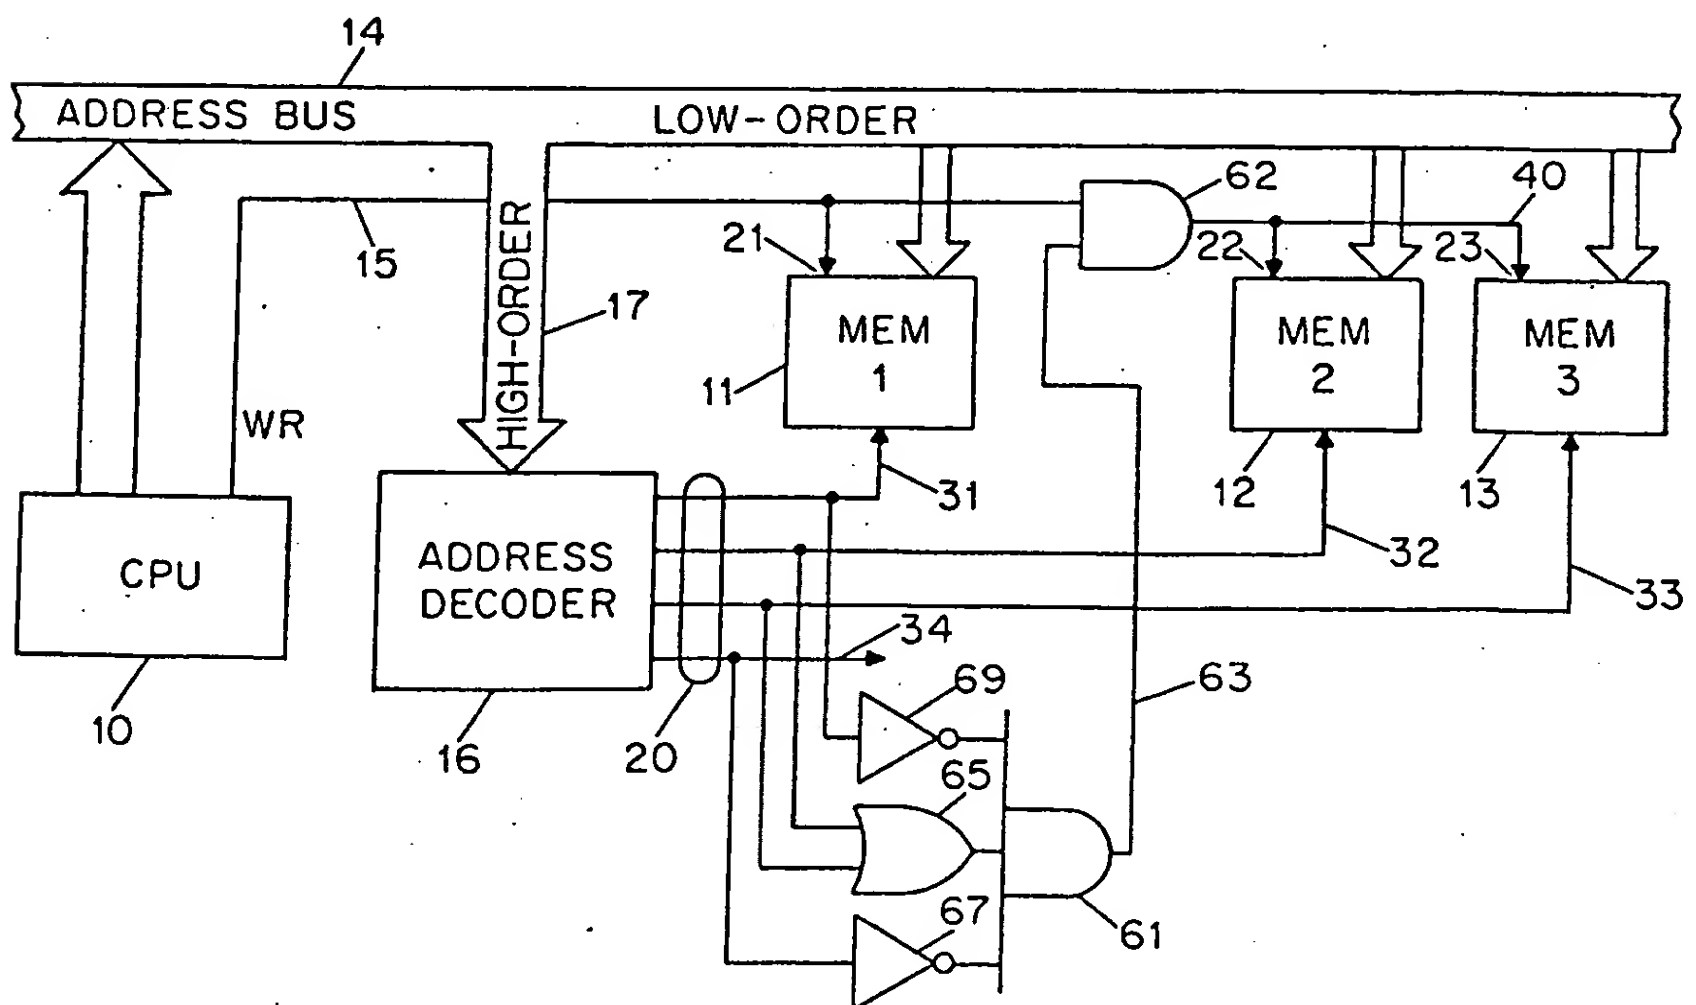 14
ADDRESS BUS
LOW-ORDER
62
40
15
HIGH-ORDER
17
21
22
23
MEM
1
11
MEM
2
12
MEM
3
13
WR
CPU
10
ADDRESS
DECODER
16
20
31
32
33
34
69
65
67
61
63